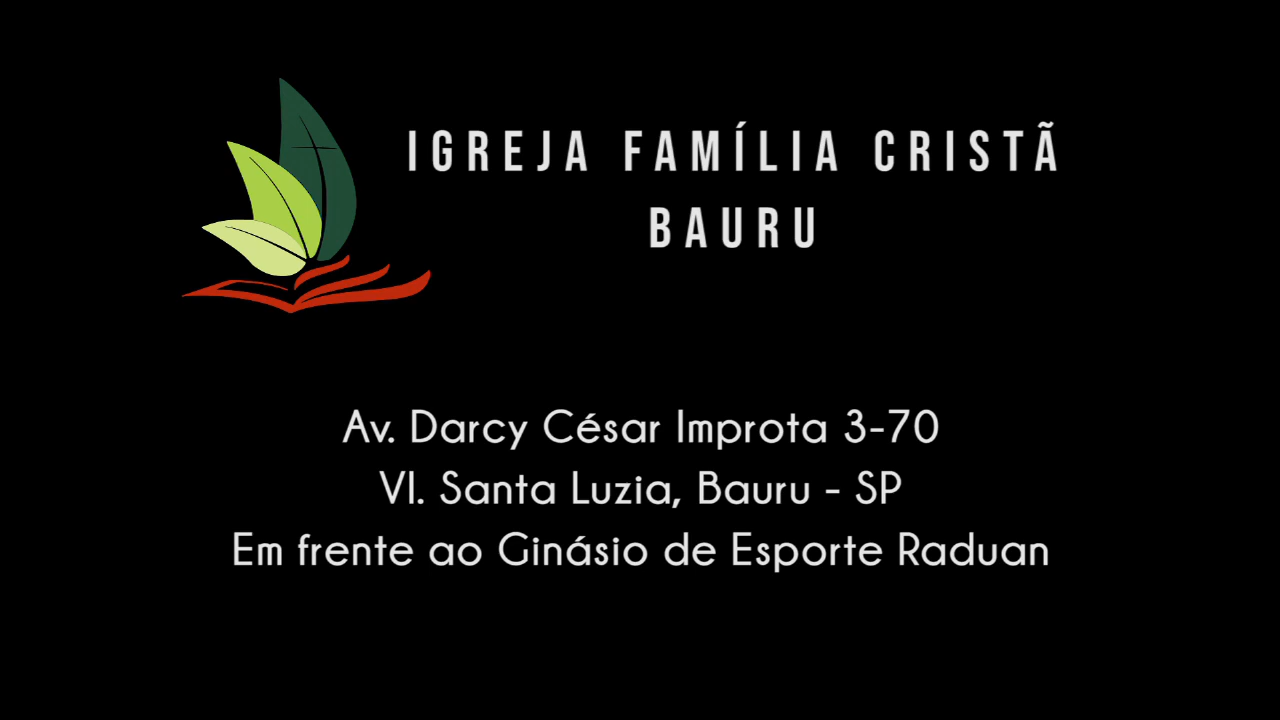 IGREJA FAMÍLIA CRISTÃ
BAURU
Av. Darcy César Improta 3-70
Vl. Santa Luzia, Bauru - SP
Em frente ao Ginásio de Esporte Raduan